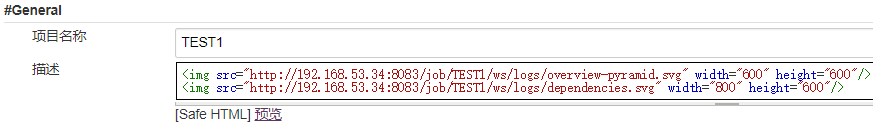 #General
项目名称
TEST1
描述
<img src="http://192.168.53.34:8083/job/TEST1/ws/logs/overview-pyramid.svg" width="600" height="600"/>
<img src="http://192.168.53.34:8083/job/TEST1/ws/logs/dependencies.svg" width="800" height="600"/>
[Safe HTML] 预览